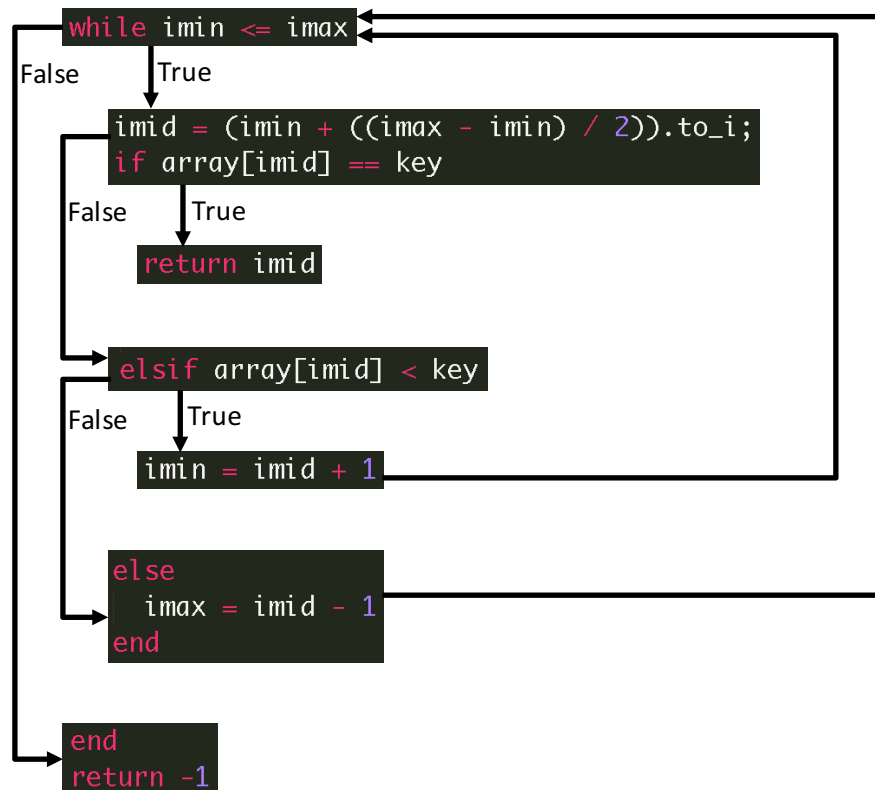 while imin <= imax
False
True
imid = (imin + ((imax - imin) / 2)).to_i;
if array[imid] == key
False
True
return imid
elsif array[imid] < key
False
True
imin = imid + 1
else
imax = imid - 1
end
end
return -1